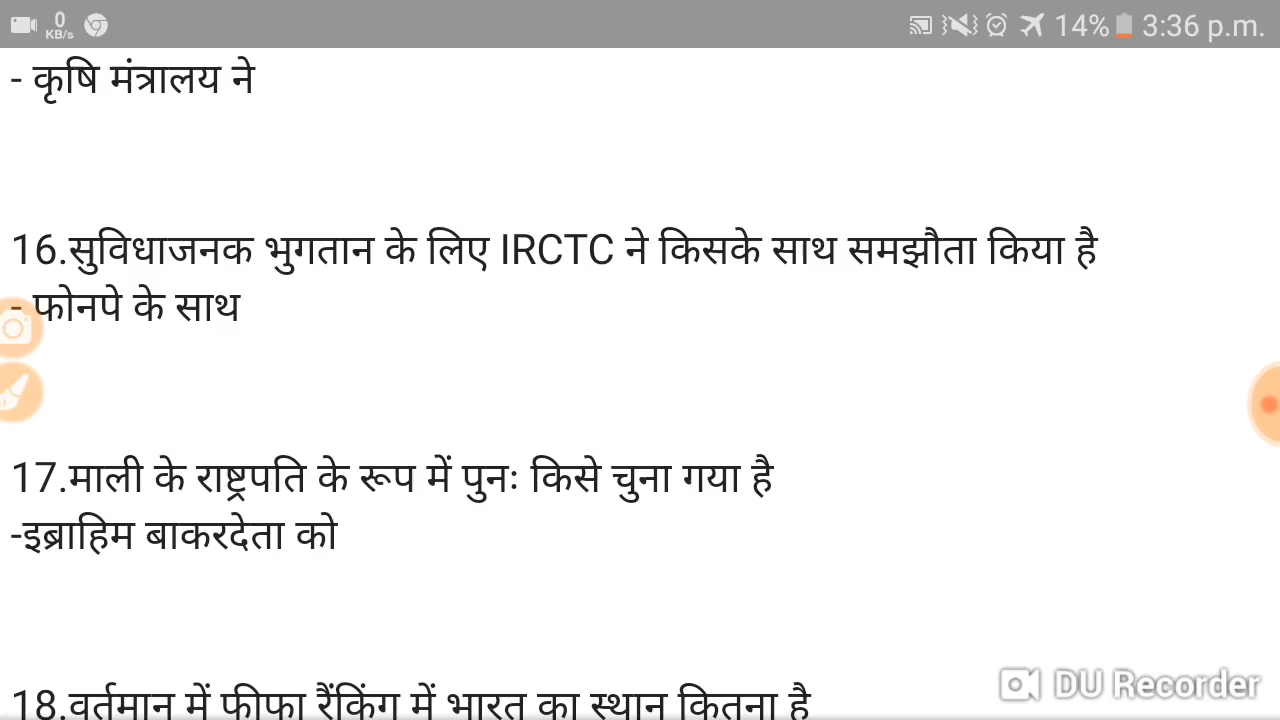 0
KB/s
14%
3:36 p.m.
- कृषि मंत्रालय ने
16.सुविधाजनक भुगतान के लिए IRCTC ने किसके साथ समझौता किया है
- फोनपे के साथ
17.माली के राष्ट्रपति के रूप में पुनः किसे चुना गया है
-इब्राहिम बाकरदेता को
18.वर्तमान में फीफा रैंकिंग में भारत का स्थान कितना है
DU Recorder